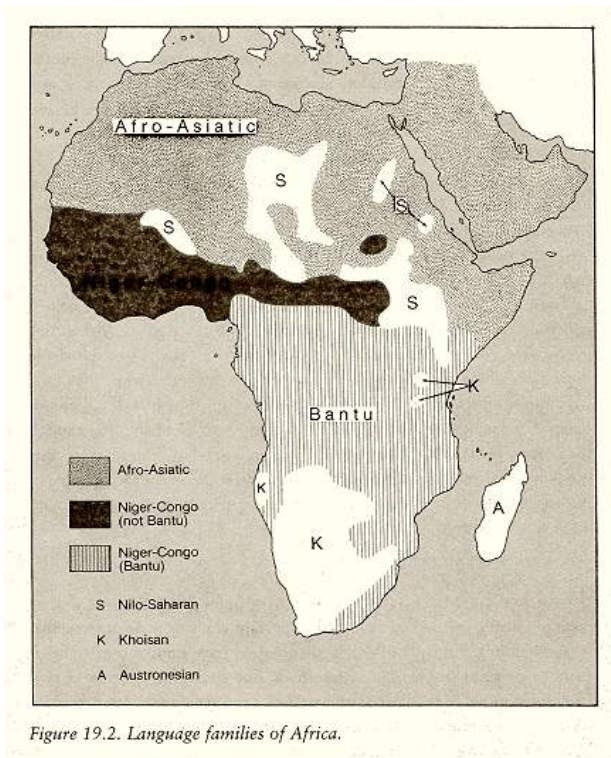 Afro-Asiatic
S
S
S
Niger-Congo
S
K
Bantu
K
K
A
Afro-Asiatic
Niger-Congo
(not Bantu)
Niger-Congo
(Bantu)
S Nilo-Saharan
K Khoisan
A Austronesian
Figure 19.2. Language families of Africa.